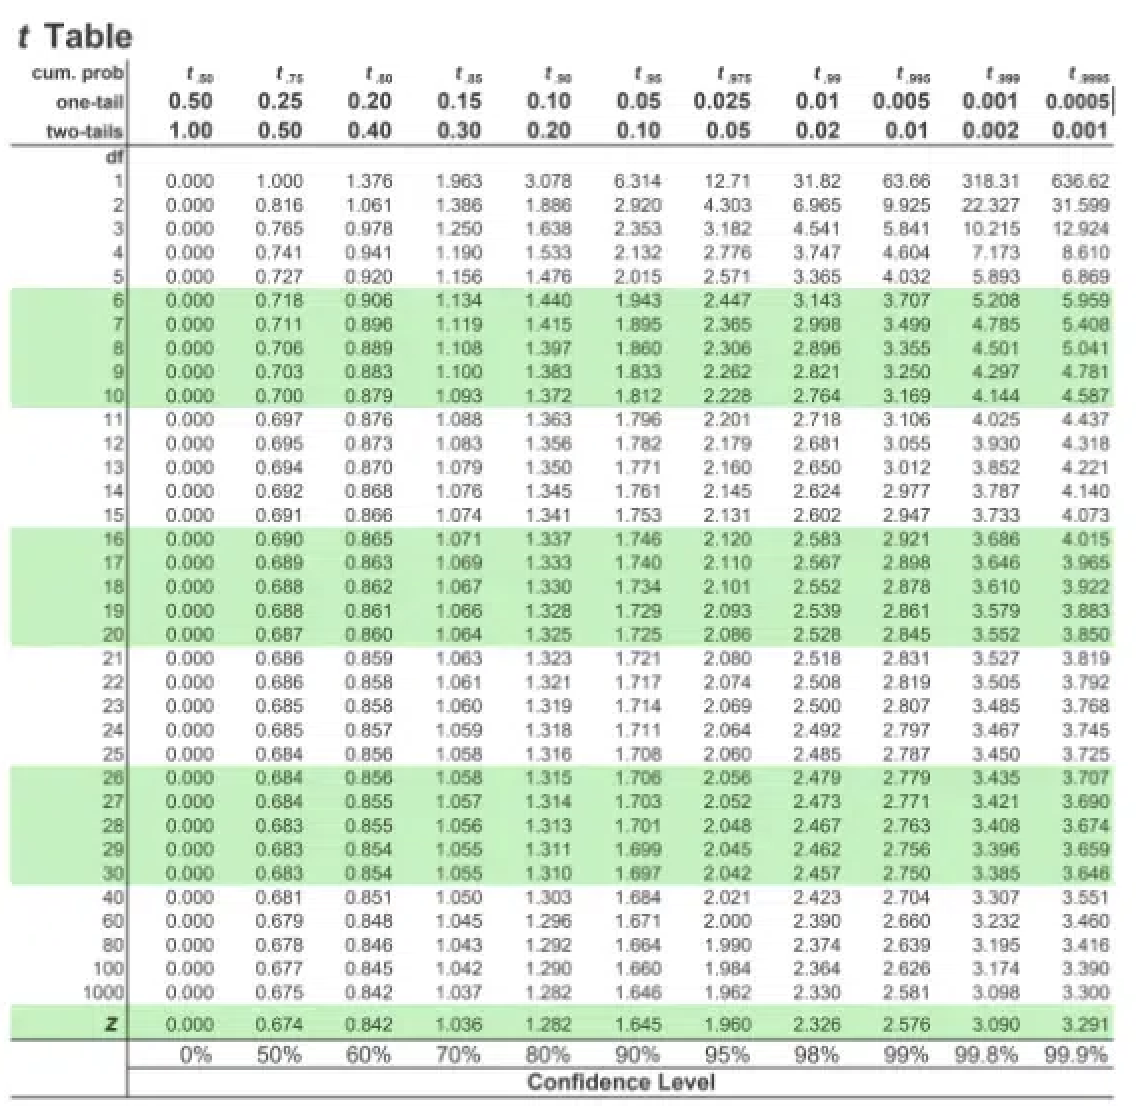 t Table
cum. prob t .50 t .75 t .80 t .85 t .90 t .95 t .975 t .99 t .995 t .999 t .9995
one-tail 0.50 0.25 0.20 0.15 0.10 0.05 0.025 0.01 0.005 0.001 0.0005
two-tails 1.00 0.50 0.40 0.30 0.20 0.10 0.05 0.02 0.01 0.002 0.001
df
1 0.000 1.000 1.376 1.963 3.078 6.314 12.71 31.82 63.66 318.31 636.62
2 0.000 0.816 1.061 1.386 1.886 2.920 4.303 6.965 9.925 22.327 31.599
3 0.000 0.765 0.978 1.250 1.638 2.353 3.182 4.541 5.841 10.215 12.924
4 0.000 0.741 0.941 1.190 1.533 2.132 2.776 3.747 4.604 7.173 8.610
5 0.000 0.727 0.920 1.156 1.476 2.015 2.571 3.365 4.032 5.893 6.869
6 0.000 0.718 0.906 1.134 1.440 1.943 2.447 3.143 3.707 5.208 5.959
7 0.000 0.711 0.896 1.119 1.415 1.895 2.365 2.998 3.499 4.785 5.408
8 0.000 0.706 0.889 1.108 1.397 1.860 2.306 2.896 3.355 4.501 5.041
9 0.000 0.703 0.883 1.100 1.383 1.833 2.262 2.821 3.250 4.297 4.781
10 0.000 0.700 0.879 1.093 1.372 1.812 2.228 2.764 3.169 4.144 4.587
11 0.000 0.697 0.876 1.088 1.363 1.796 2.201 2.718 3.106 4.025 4.437
12 0.000 0.695 0.873 1.083 1.356 1.782 2.179 2.681 3.055 3.930 4.318
13 0.000 0.694 0.870 1.079 1.350 1.771 2.160 2.650 3.012 3.852 4.221
14 0.000 0.692 0.868 1.076 1.345 1.761 2.145 2.624 2.977 3.787 4.140
15 0.000 0.691 0.866 1.074 1.341 1.753 2.131 2.602 2.947 3.733 4.073
16 0.000 0.690 0.865 1.071 1.337 1.746 2.120 2.583 2.921 3.686 4.015
17 0.000 0.689 0.863 1.069 1.333 1.740 2.110 2.567 2.898 3.646 3.965
18 0.000 0.688 0.862 1.067 1.330 1.734 2.101 2.552 2.878 3.610 3.922
19 0.000 0.688 0.861 1.066 1.328 1.729 2.093 2.539 2.861 3.579 3.883
20 0.000 0.687 0.860 1.064 1.325 1.725 2.086 2.528 2.845 3.552 3.850
21 0.000 0.686 0.859 1.063 1.323 1.721 2.080 2.518 2.831 3.527 3.819
22 0.000 0.686 0.858 1.061 1.321 1.717 2.074 2.508 2.819 3.505 3.792
23 0.000 0.685 0.858 1.060 1.319 1.714 2.069 2.500 2.807 3.485 3.768
24 0.000 0.685 0.857 1.059 1.318 1.711 2.064 2.492 2.797 3.467 3.745
25 0.000 0.684 0.856 1.058 1.316 1.708 2.060 2.485 2.787 3.450 3.725
26 0.000 0.684 0.856 1.058 1.315 1.706 2.056 2.479 2.779 3.435 3.707
27 0.000 0.684 0.855 1.057 1.314 1.703 2.052 2.473 2.771 3.421 3.690
28 0.000 0.683 0.855 1.056 1.313 1.701 2.048 2.467 2.763 3.408 3.674
29 0.000 0.683 0.854 1.055 1.311 1.699 2.045 2.462 2.756 3.396 3.659
30 0.000 0.683 0.854 1.055 1.310 1.697 2.042 2.457 2.750 3.385 3.646
40 0.000 0.681 0.851 1.050 1.303 1.684 2.021 2.423 2.704 3.307 3.551
60 0.000 0.679 0.848 1.045 1.296 1.671 2.000 2.390 2.660 3.232 3.460
80 0.000 0.678 0.846 1.043 1.292 1.664 1.990 2.374 2.639 3.195 3.416
100 0.000 0.677 0.845 1.042 1.290 1.660 1.984 2.364 2.626 3.174 3.390
1000 0.000 0.675 0.842 1.037 1.282 1.646 1.962 2.330 2.581 3.098 3.300
Z 0.000 0.674 0.842 1.036 1.282 1.645 1.960 2.326 2.576 3.090 3.291
0% 50% 60% 70% 80% 90% 95% 98% 99% 99.8% 99.9%
Confidence Level